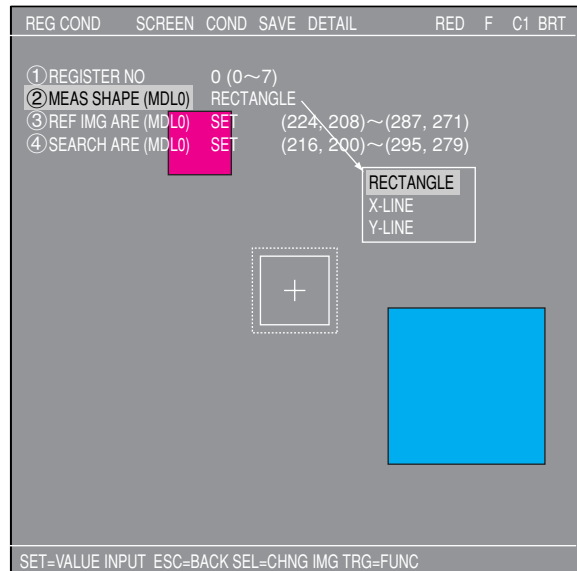 REG COND SCREEN COND SAVE DETAIL RED F C1 BRT
①REGISTER NO 0 (0～7)
②MEAS SHAPE (MDL0) RECTANGLE
③REF IMG ARE (MDL0) SET (224, 208)～(287, 271)
④SEARCH ARE (MDL0) SET (216, 200)～(295, 279)
RECTANGLE
X-LINE
Y-LINE
SET=VALUE INPUT ESC=BACK SEL=CHNG IMG TRG=FUNC